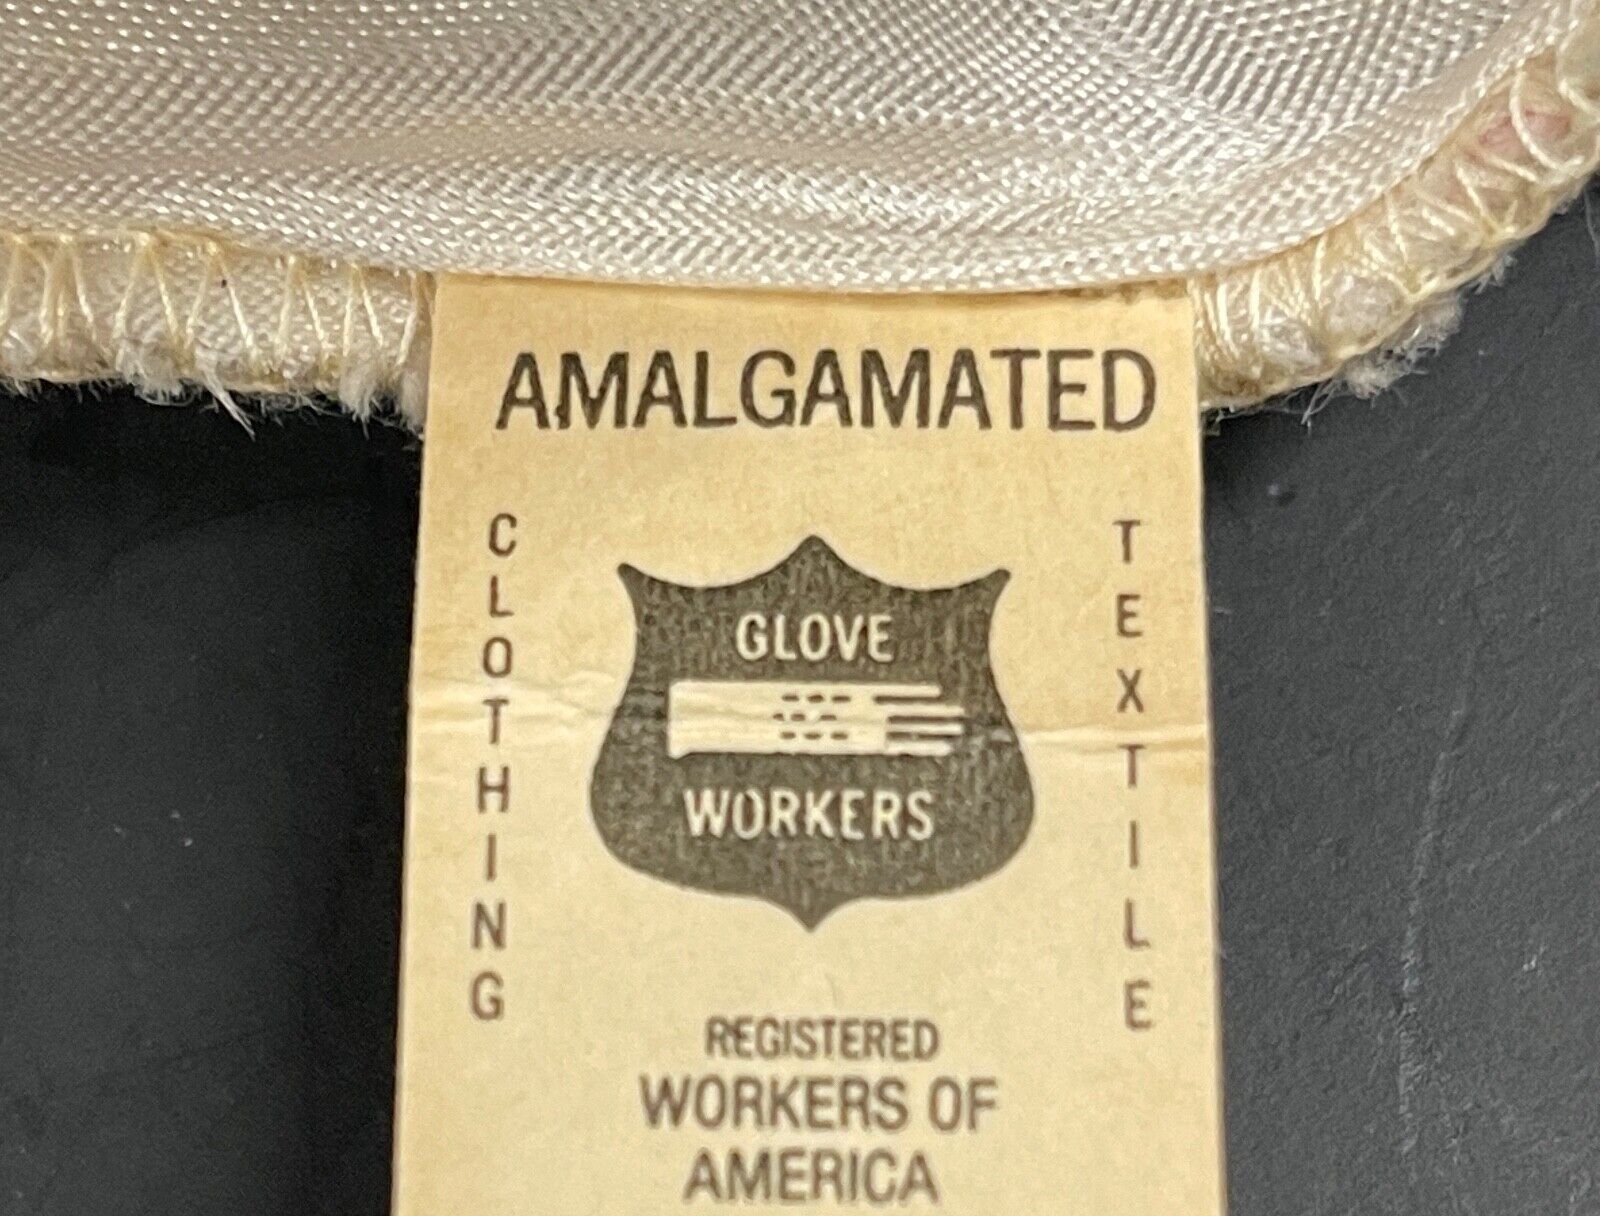 AMALGAMATED
CLOTHING
TEXTILE
GLOVE
WORKERS
REGISTERED
WORKERS OF
AMERICA